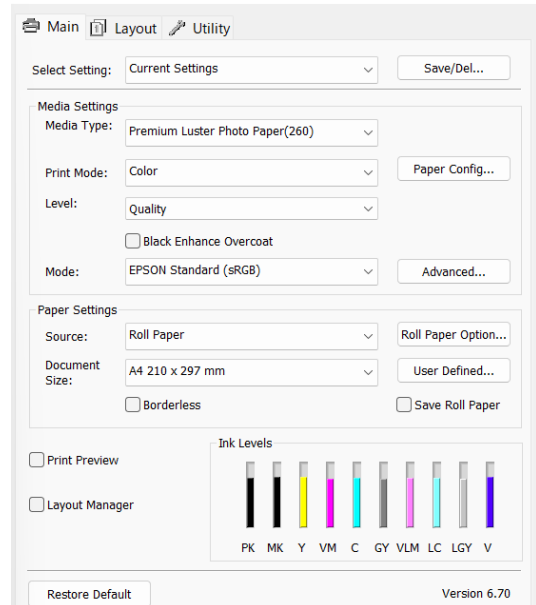 Main Layout Utility
Select Setting: Current Settings Save/Del...
Media Settings
Media Type: Premium Luster Photo Paper(260)
Print Mode: Color Paper Config...
Level: Quality
Black Enhance Overcoat
Mode: EPSON Standard (sRGB) Advanced...
Paper Settings
Source: Roll Paper Roll Paper Option...
Document
Size: A4 210 x 297 mm User Defined...
Borderless Save Roll Paper
Ink Levels
Print Preview
Layout Manager
PK MK Y VM C GY VLM LC LGY V
Restore Default Version 6.70